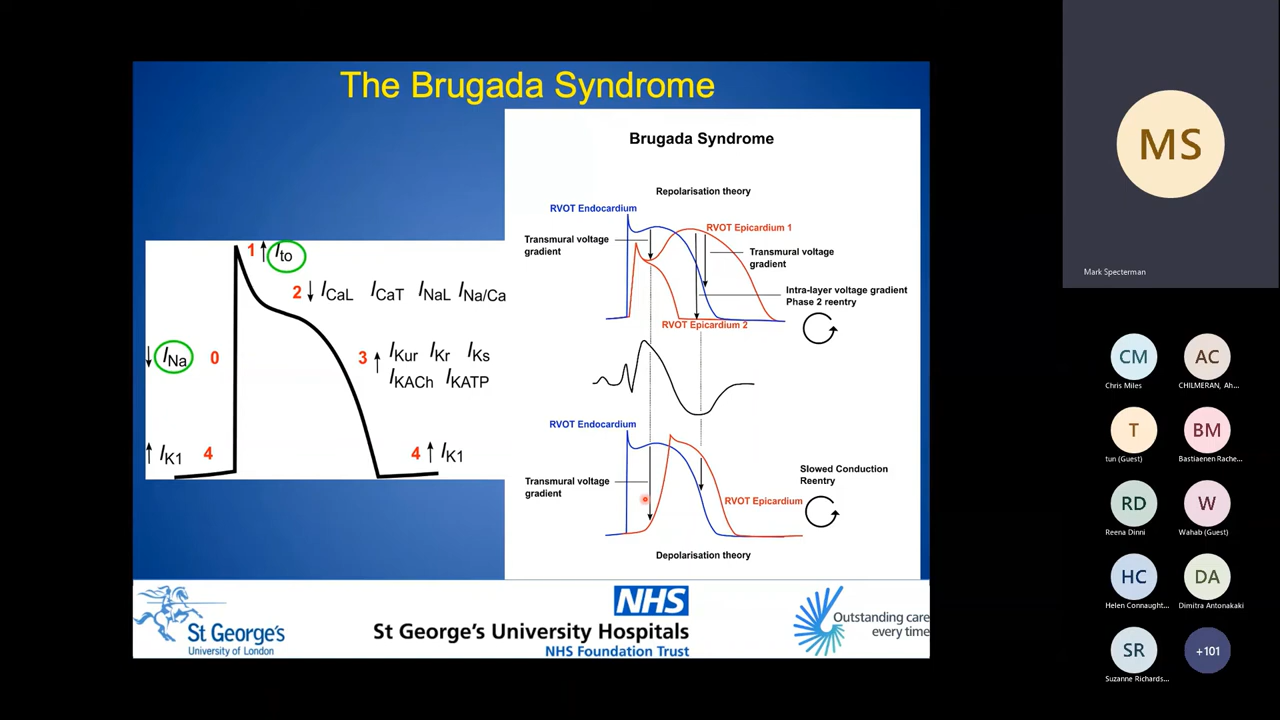 The Brugada Syndrome
1 ↑ Ito
2 ↓ ICaL ICaT INaL INa/Ca
↓ INa 0
3 ↑ IKur IKr IKs
IKACh IKATP
↑ IK1 4
4 ↑ IK1
Brugada Syndrome
Repolarisation theory
RVOT Endocardium
RVOT Epicardium 1
Transmural voltage
gradient
Transmural voltage
gradient
Intra-layer voltage gradient
Phase 2 reentry
RVOT Epicardium 2
RVOT Endocardium
Transmural voltage
gradient
Slowed Conduction
Reentry
RVOT Epicardium
Depolarisation theory
St George's
University of London
NHS
St George's University Hospitals
NHS Foundation Trust
Outstanding care
every time
MS
Mark Specterman
CM
Chris Miles
AC
CHILMERAN, Ah...
T
tun (Guest)
BM
Bastiaenen Rache...
RD
Reena Dinni
W
Wahab (Guest)
HC
Helen Connaught...
DA
Dimitra Antonakaki
SR
Suzanne Richards...
+101